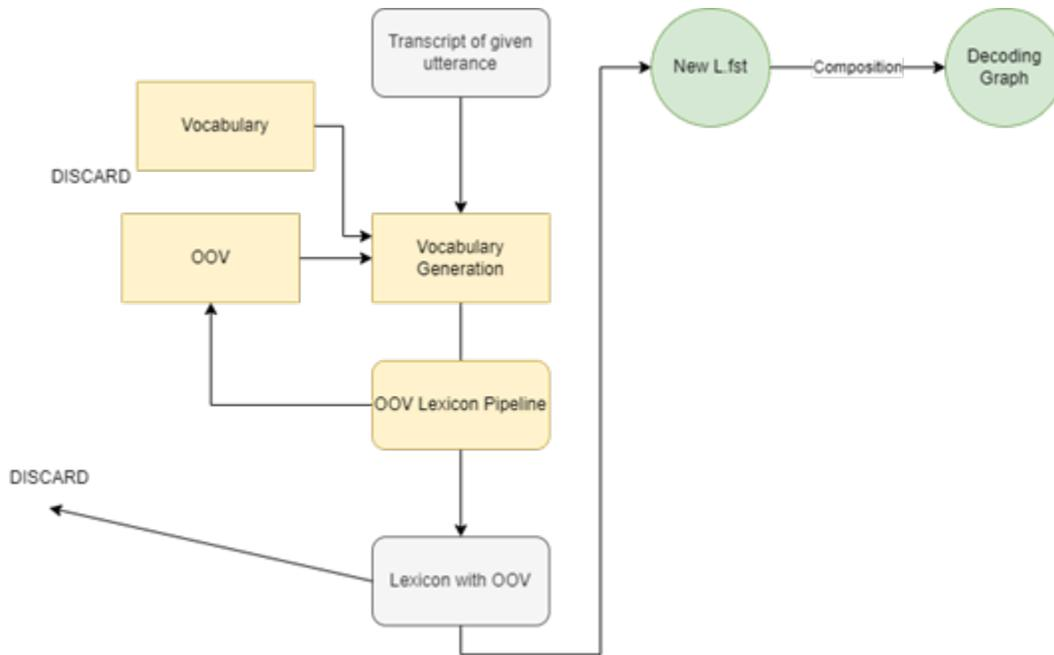 Transcript of given
utterance
New L.fst
Composition
Decoding
Graph
Vocabulary
DISCARD
OOV
Vocabulary
Generation
OOV Lexicon Pipeline
DISCARD
Lexicon with OOV